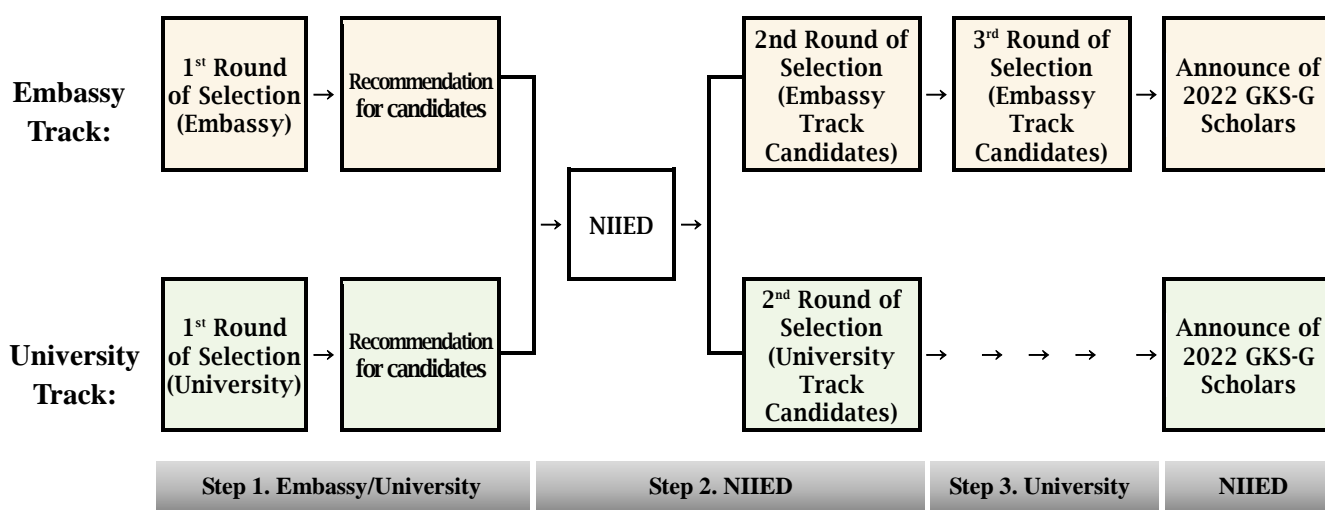 Embassy
Track:
1st Round
of Selection
(Embassy)
→
Recommendation
for candidates
2nd Round of
Selection
(Embassy
Track
Candidates)
→
3rd Round of
Selection
(Embassy
Track
Candidates)
→
Announce of
2022 GKS-G
Scholars
→
NIIED
→
University
Track:
1st Round
of Selection
(University)
→
Recommendation
for candidates
2nd Round of
Selection
(University
Track
Candidates)
→ → → → →
Announce of
2022 GKS-G
Scholars
Step 1. Embassy/University
Step 2. NIIED
Step 3. University
NIIED